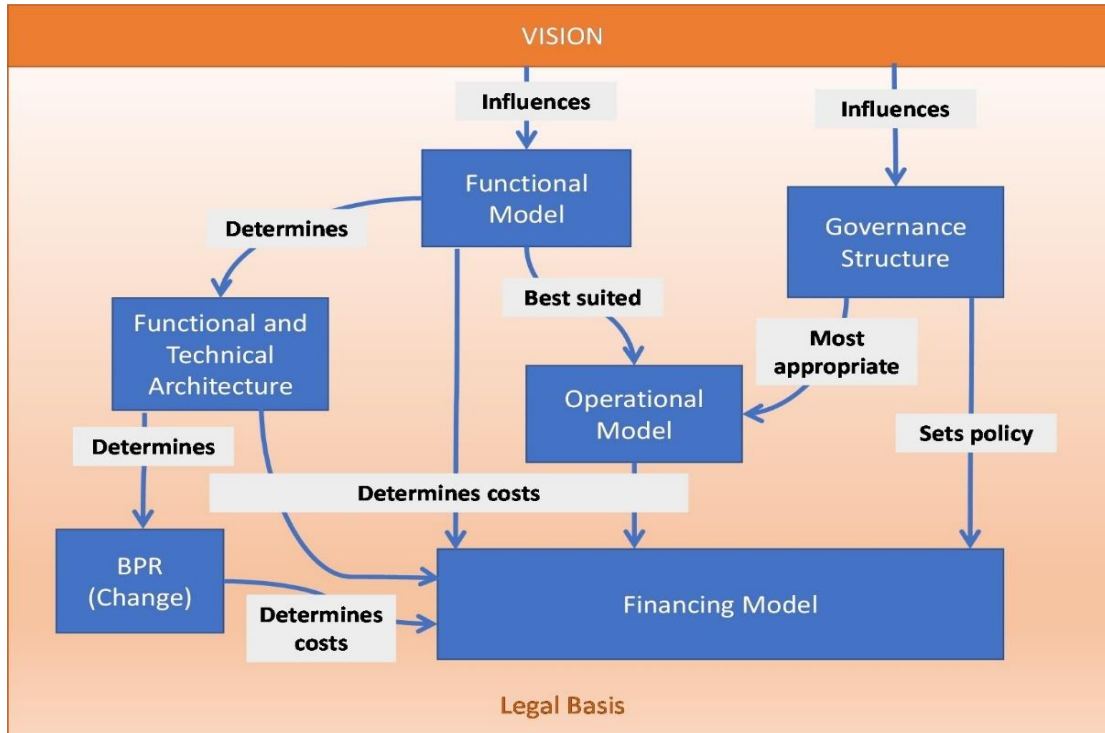 VISION
Influences
Influences
Functional
Model
Governance
Structure
Determines
Best suited
Functional and
Technical
Architecture
Most
appropriate
Operational
Model
Determines
Sets policy
Determines costs
BPR
(Change)
Financing Model
Determines
costs
Legal Basis